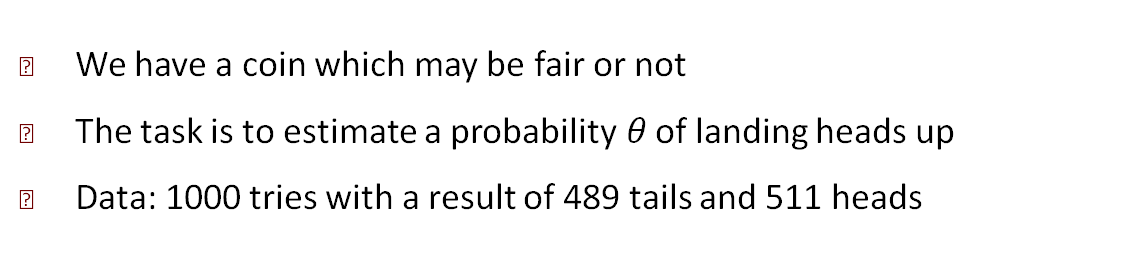 We have a coin which may be fair or not
The task is to estimate a probability θ of landing heads up
Data: 1000 tries with a result of 489 tails and 511 heads